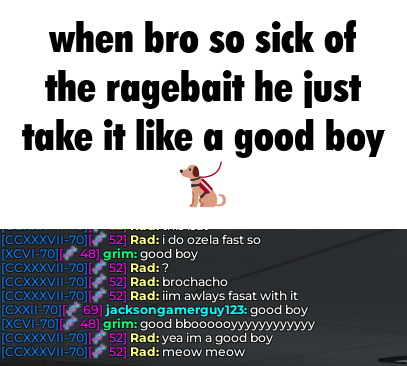 when bro so sick of
the ragebait he just
take it like a good boy
[CCXXXVII-70][ 52] Rad: i do ozela fast so
[XCVI-70][ 48] grim: good boy
[CCXXXVII-70][ 52] Rad: ?
[CCXXXVII-70][ 52] Rad: brochacho
[CCXXXVII-70][ 52] Rad: iim awlays fasat with it
[CXXII-70][ 69] jacksongamerguy123: good boy
[XCVI-70][ 48] grim: good bboooooyyyyyyyyyyyy
[CCXXXVII-70][ 52] Rad: yea im a good boy
[CCXXXVII-70][ 52] Rad: meow meow